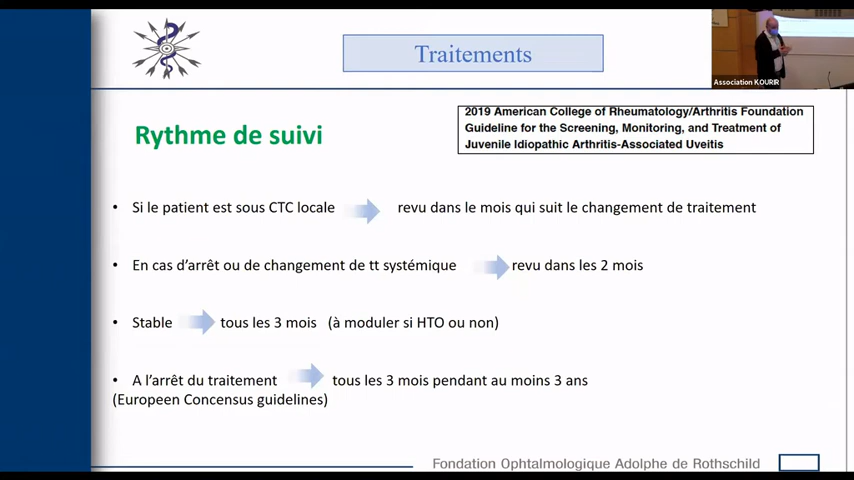 Traitements
Association KOURIR
Rythme de suivi
2019 American College of Rheumatology/Arthritis Foundation
Guideline for the Screening, Monitoring, and Treatment of
Juvenile Idiopathic Arthritis-Associated Uveitis
• Si le patient est sous CTC locale revu dans le mois qui suit le changement de traitement
• En cas d'arrêt ou de changement de tt systémique revu dans les 2 mois
• Stable tous les 3 mois (à moduler si HTO ou non)
• A l'arrêt du traitement tous les 3 mois pendant au moins 3 ans
(Europeen Concensus guidelines)
Fondation Ophtalmologique Adolphe de Rothschild